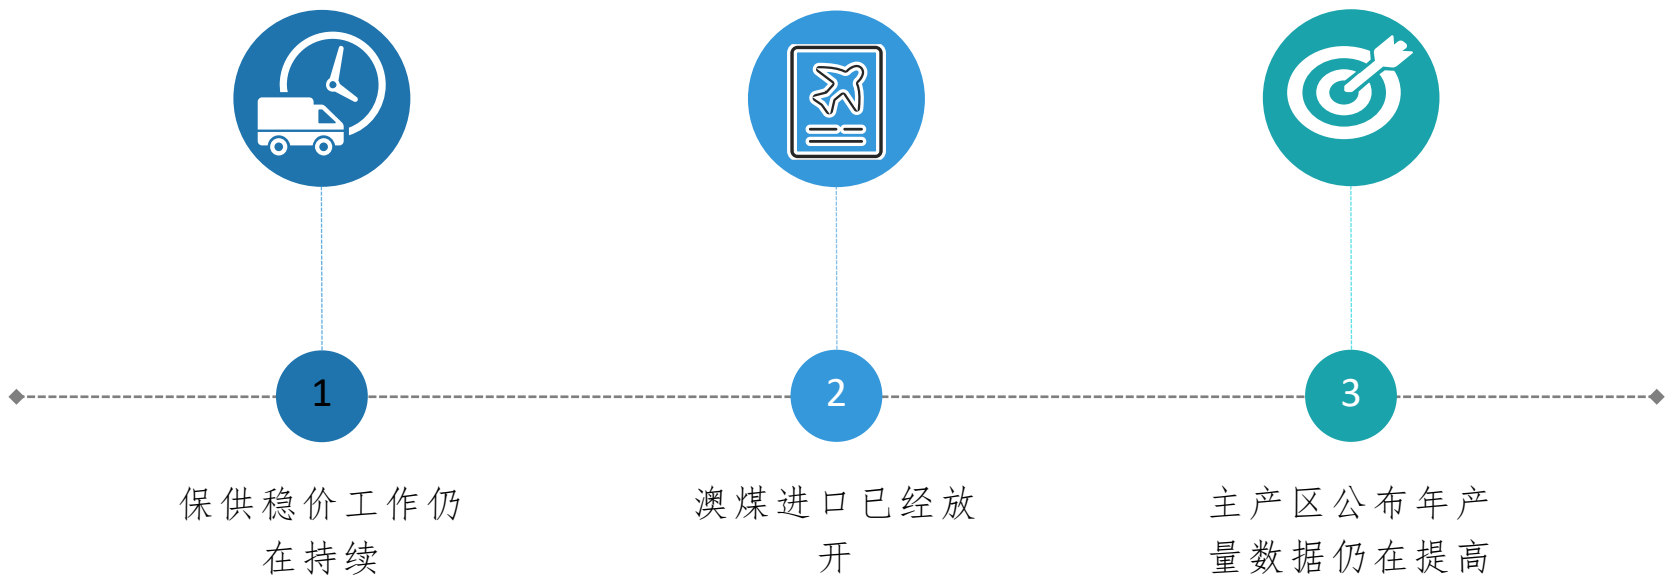 1
2
3
保供稳价工作仍
在持续
澳煤进口已经放
开
主产区公布年产
量数据仍在提高